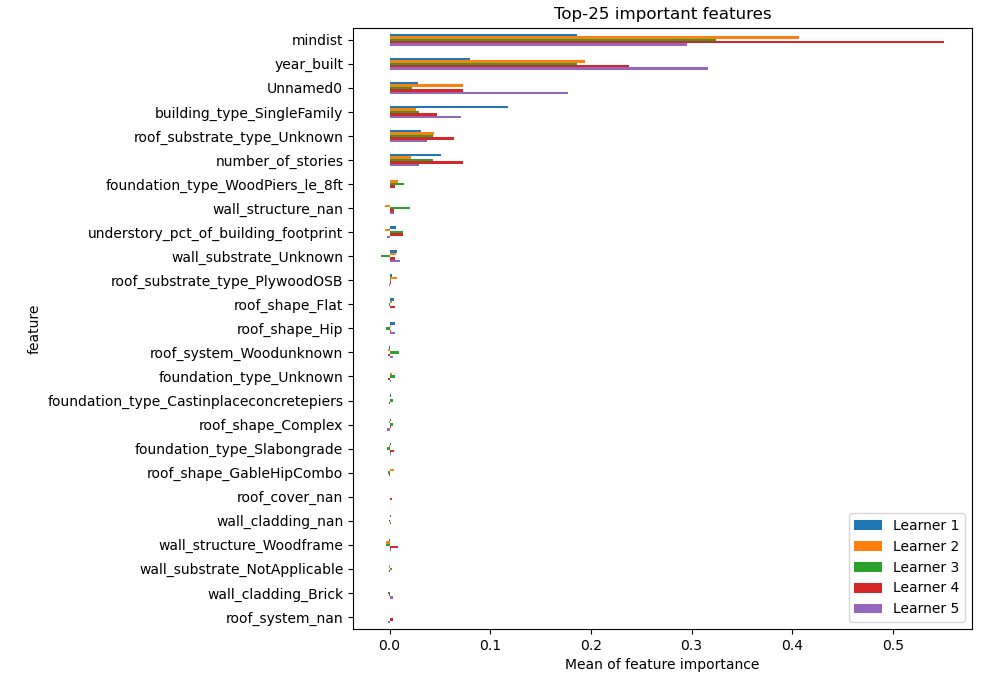 Top-25 important features
mindist
year_built
Unnamed0
building_type_SingleFamily
roof_substrate_type_Unknown
number_of_stories
foundation_type_WoodPiers_le_8ft
wall_structure_nan
understory_pct_of_building_footprint
wall_substrate_Unknown
roof_substrate_type_PlywoodOSB
roof_shape_Flat
roof_shape_Hip
roof_system_Woodunknown
foundation_type_Unknown
foundation_type_Castinplaceconcretepiers
roof_shape_Complex
foundation_type_Slabongrade
roof_shape_GableHipCombo
roof_cover_nan
wall_cladding_nan
wall_structure_Woodframe
wall_substrate_NotApplicable
wall_cladding_Brick
roof_system_nan
feature
Learner 1
Learner 2
Learner 3
Learner 4
Learner 5
0.0 0.1 0.2 0.3 0.4 0.5
Mean of feature importance